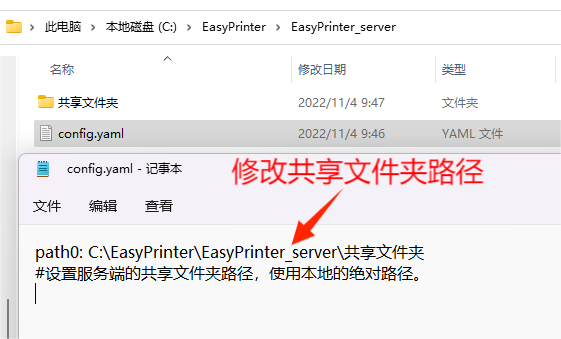 此电脑 > 本地磁盘 (C:) > EasyPrinter > EasyPrinter_server
名称 修改日期 类型
共享文件夹 2022/11/4 9:47 文件夹
config.yaml 2022/11/4 9:46 YAML 文件
config.yaml - 记事本
修改共享文件夹路径
文件 编辑 查看
path0: C:\EasyPrinter\EasyPrinter_server\共享文件夹
#设置服务端的共享文件夹路径，使用本地的绝对路径。